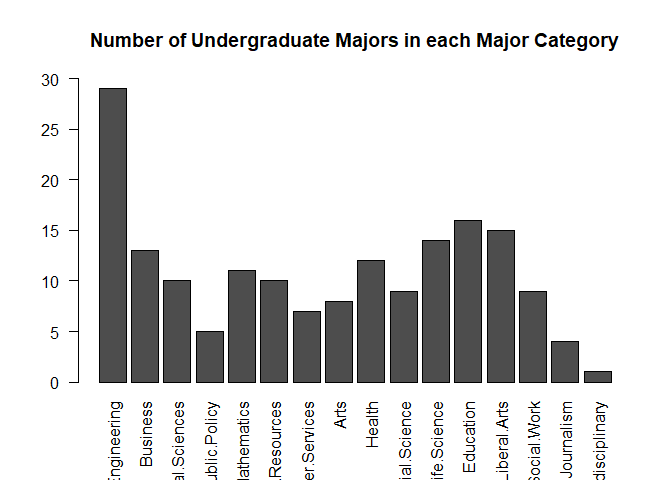 Number of Undergraduate Majors in each Major Category
30
25
20
15
10
5
0
Engineering
Business
al.Sciences
ublic.Policy
Mathematics
.Resources
er.Services
Arts
Health
ial.Science
ife.Science
Education
Liberal.Arts
Social.Work
Journalism
disciplinary